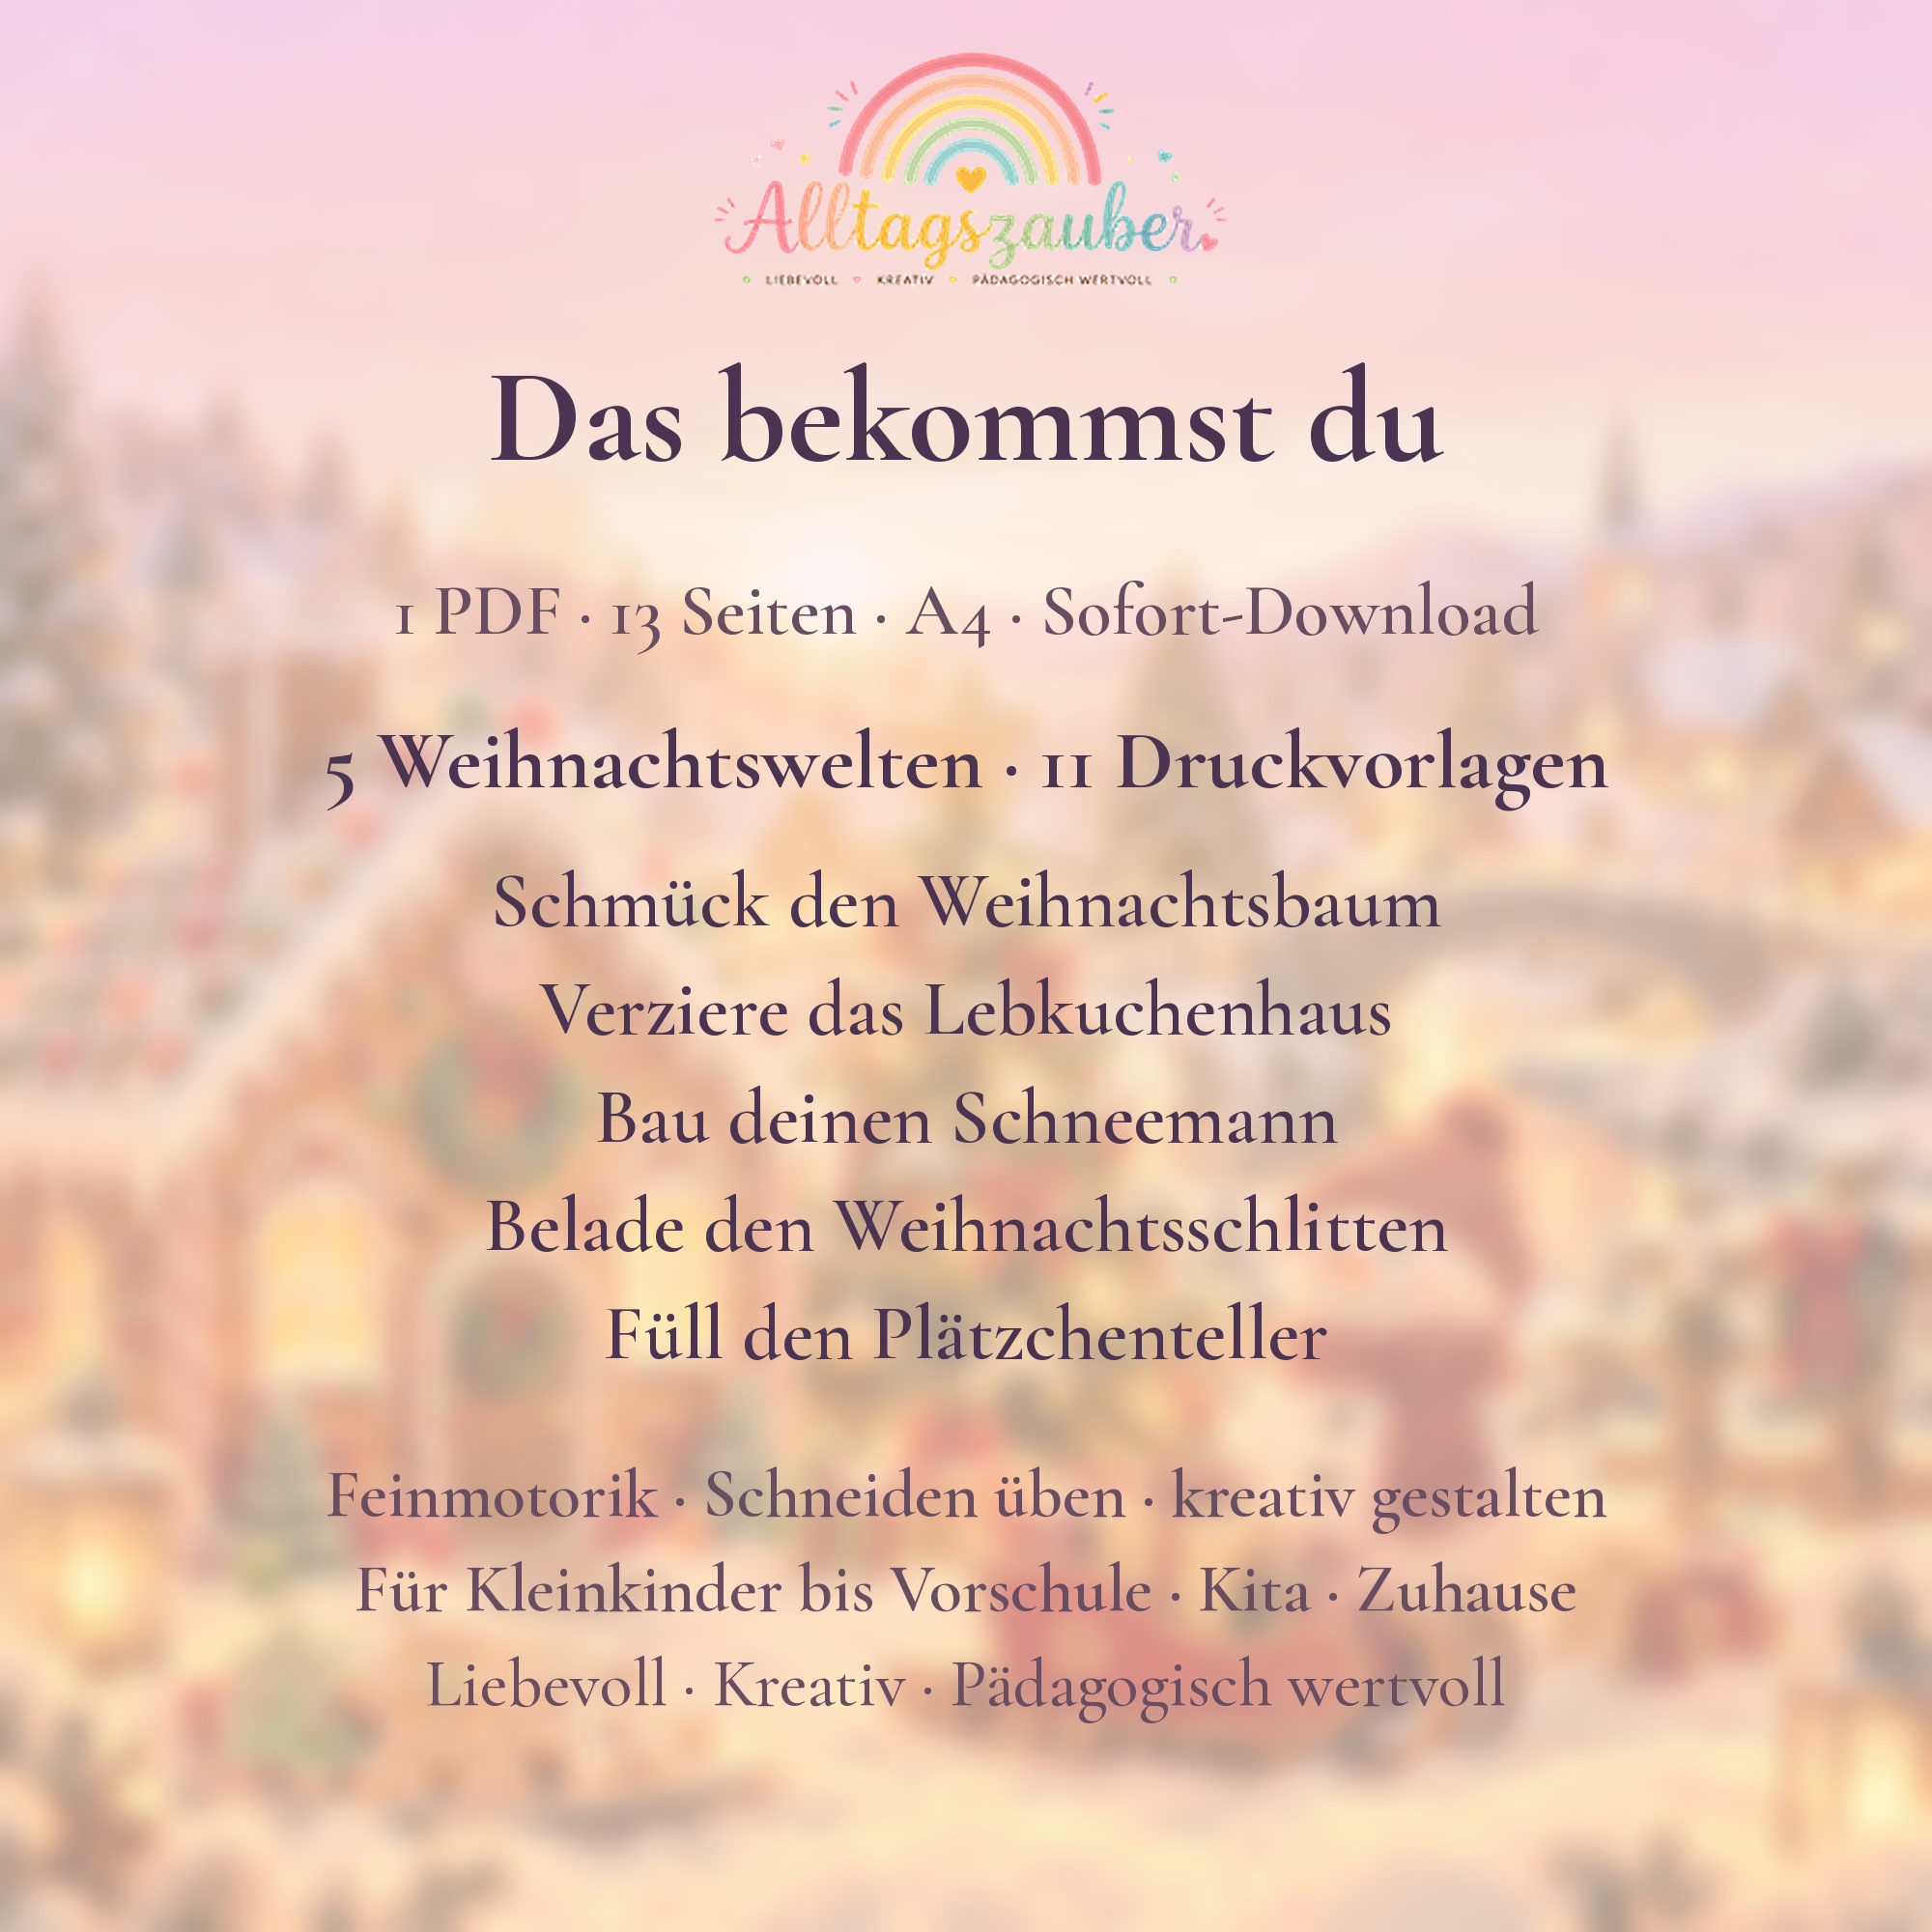 Alltagszauber
LIEBEVOLL KREATIV PÄDAGOGISCH WERTVOLL
Das bekommst du
1 PDF · 13 Seiten · A4 · Sofort-Download
5 Weihnachtswelten · 11 Druckvorlagen
Schmück den Weihnachtsbaum
Verziere das Lebkuchenhaus
Bau deinen Schneemann
Belade den Weihnachtsschlitten
Füll den Plätzchenteller
Feinmotorik · Schneiden üben · kreativ gestalten
Für Kleinkinder bis Vorschule · Kita · Zuhause
Liebevoll · Kreativ · Pädagogisch wertvoll